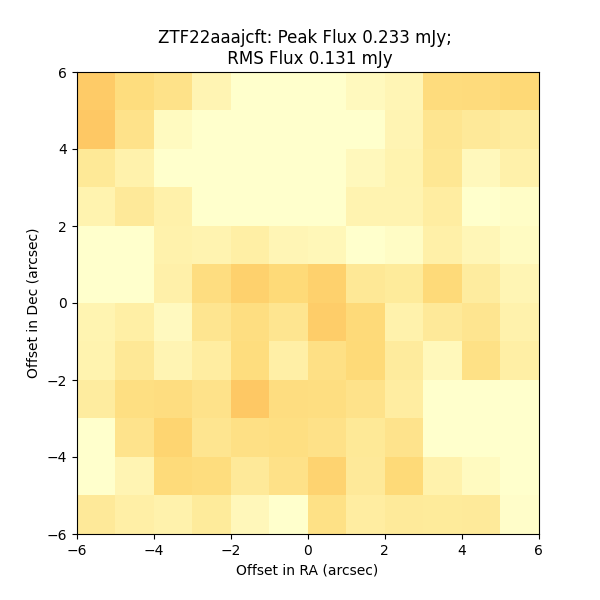 ZTF22aaajcft: Peak Flux 0.233 mJy;
RMS Flux 0.131 mJy
6
4
2
0
−2
−4
−6
Offset in Dec (arcsec)
−6 −4 −2 0 2 4 6
Offset in RA (arcsec)